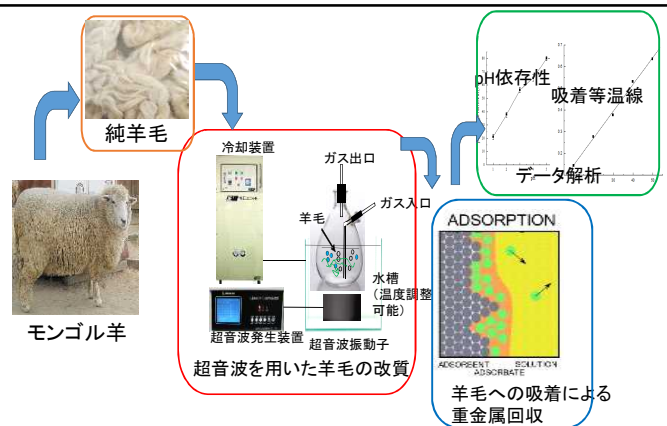 純羊毛
モンゴル羊
冷却装置
ガス出口
ガス入口
羊毛
水槽
(温度調整
可能)
超音波発生装置
超音波振動子
超音波を用いた羊毛の改質
pH依存性
吸着等温線
データ解析
ADSORPTION
ADSORBENT
SOLUTION
ADSORBATE
羊毛への吸着による
重金属回収